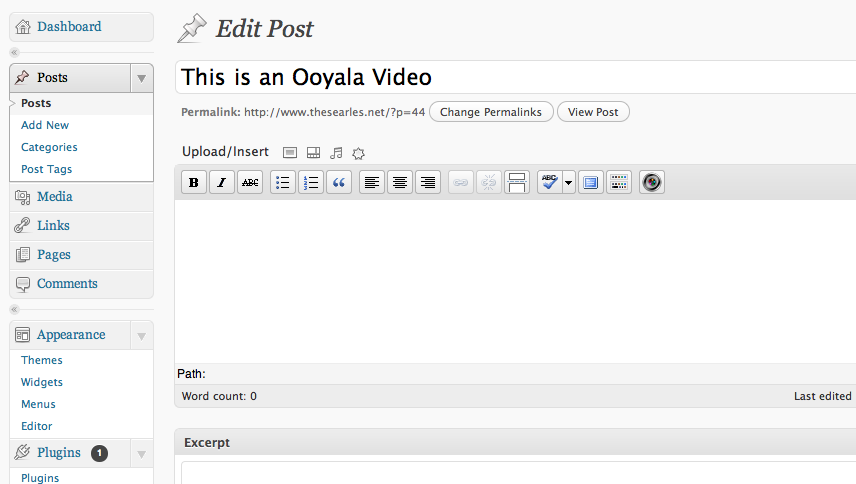 Dashboard
Posts
Posts
Add New
Categories
Post Tags
Media
Links
Pages
Comments
Appearance
Themes
Widgets
Menus
Editor
Plugins 1
Plugins
Edit Post
This is an Ooyala Video
Permalink: http://www.thesearles.net/?p=44 Change Permalinks View Post
Upload/Insert
B I ABC ABC
Path:
Word count: 0 Last edited
Excerpt